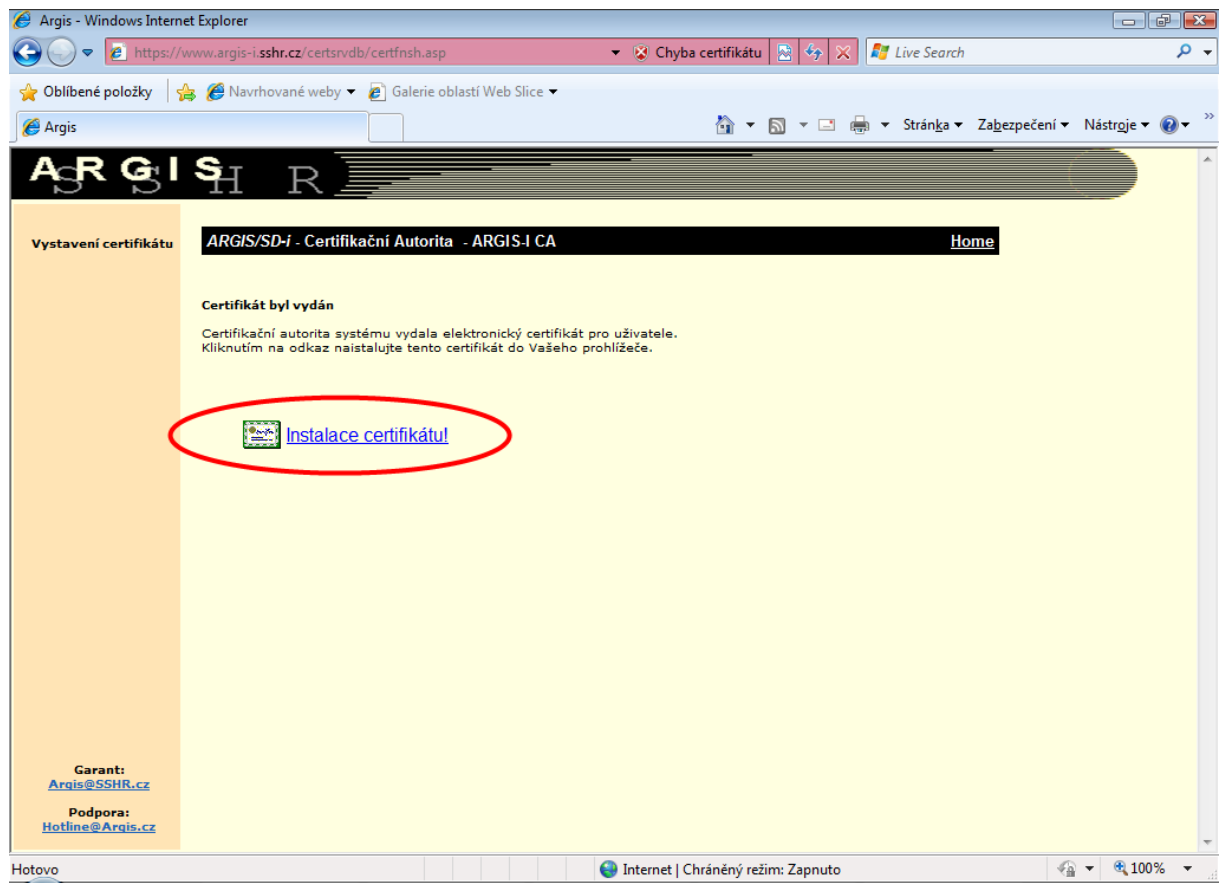 Argis - Windows Internet Explorer
https://www.argis-i.sshr.cz/certsrvdb/certfnsh.asp
Chyba certifikátu
Live Search
Oblíbené položky
Navrhované weby
Galerie oblastí Web Slice
Argis
Stránka
Zabezpečení
Nástroje
ARGIS
SSHR
Vystavení certifikátu
ARGIS/SD-i - Certifikační Autorita - ARGIS-I CA
Home
Certifikát byl vydán
Certifikační autorita systému vydala elektronický certifikát pro uživatele.
Kliknutím na odkaz naistalujte tento certifikát do Vašeho prohlížeče.
Instalace certifikátu!
Garant:
Argis@SSHR.cz
Podpora:
Hotline@Argis.cz
Hotovo
Internet | Chráněný režim: Zapnuto
100%